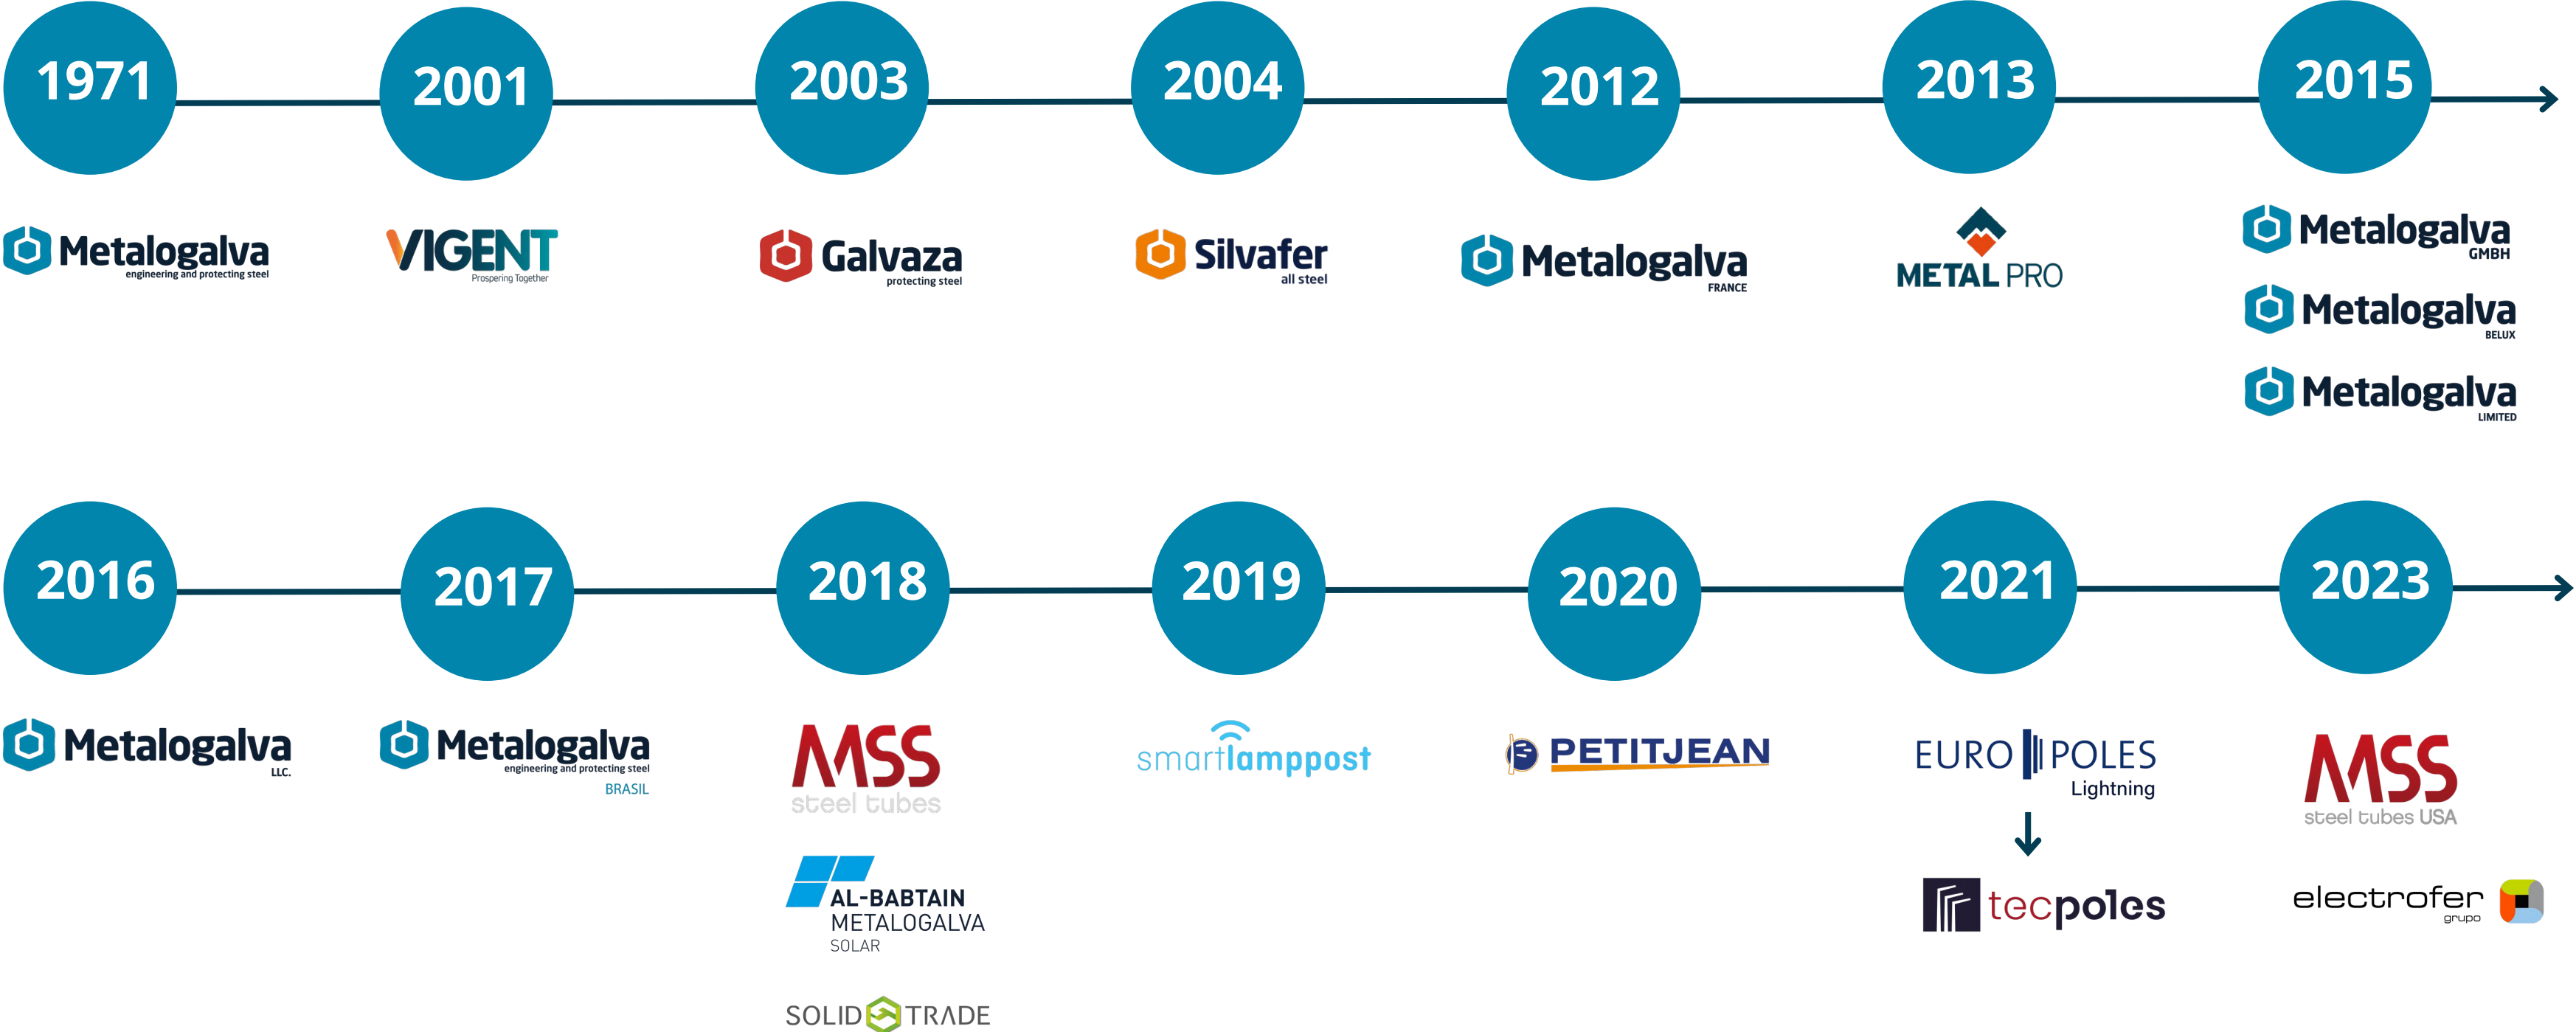 1971 2001 2003 2004 2012 2013 2015
Metalogalva
engineering and protecting steel
VIGENT
Prospering Together
Galvaza
protecting steel
Silvafer
all steel
Metalogalva
FRANCE
METAL PRO
Metalogalva
GMBH
Metalogalva
BELUX
Metalogalva
LIMITED
2016 2017 2018 2019 2020 2021 2023
Metalogalva
LLC.
Metalogalva
engineering and protecting steel
BRASIL
MSS
steel tubes
AL-BABTAIN
METALOGALVA
SOLAR
SOLID TRADE
smartlamppost
PETITJEAN
EURO POLES
Lightning
tecpoles
MSS
steel tubes USA
electrofer
grupo